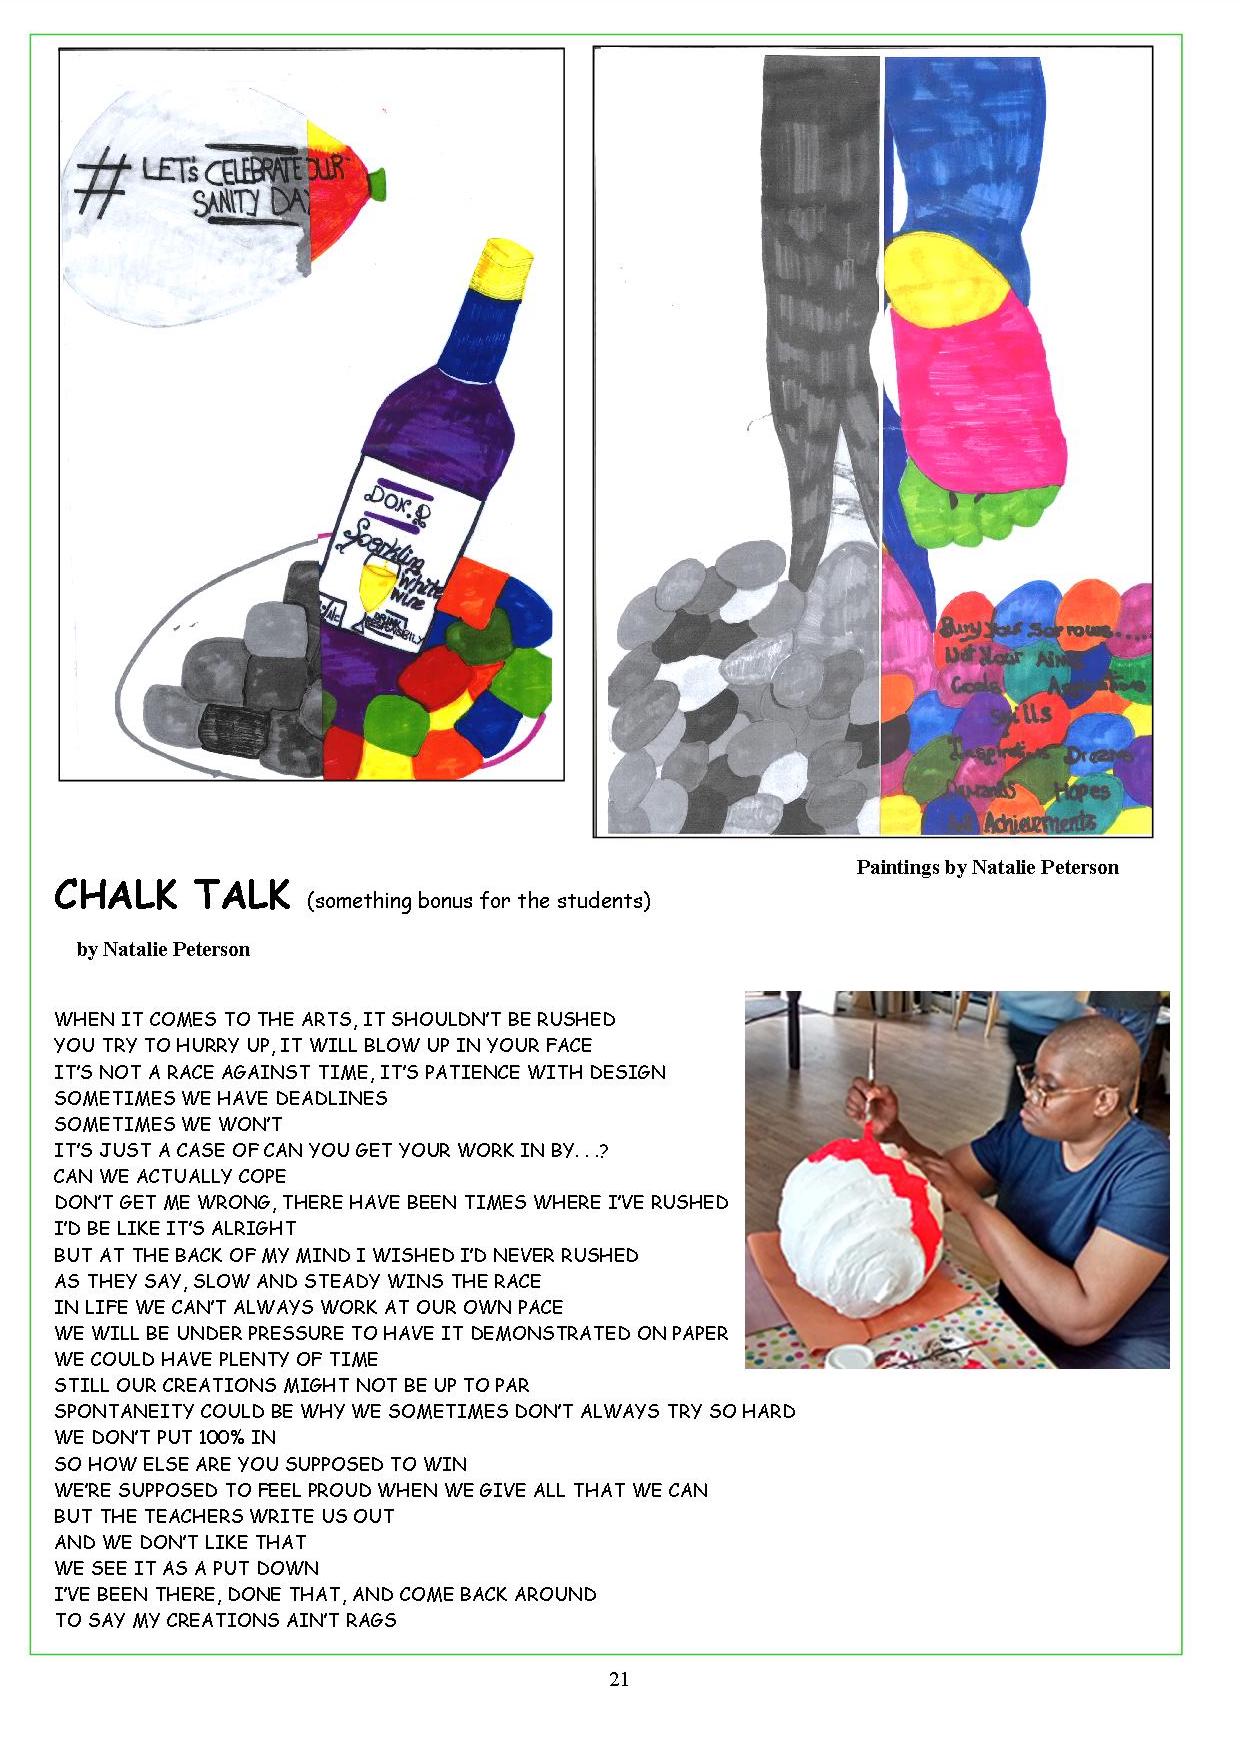 # LET's CELEBRATE OUR
SANITY DAY
DOX.
Sparkling
White
Wine
DRINK
RESPONSIBLY
Bury Your Sorrows......
Not Your Aims
Goals
Skills
Inspirations Dreams
Hopes
Achievements
Paintings by Natalie Peterson
CHALK TALK (something bonus for the students)
by Natalie Peterson
WHEN IT COMES TO THE ARTS, IT SHOULDN'T BE RUSHED
YOU TRY TO HURRY UP, IT WILL BLOW UP IN YOUR FACE
IT'S NOT A RACE AGAINST TIME, IT'S PATIENCE WITH DESIGN
SOMETIMES WE HAVE DEADLINES
SOMETIMES WE WON'T
IT'S JUST A CASE OF CAN YOU GET YOUR WORK IN BY. . .?
CAN WE ACTUALLY COPE
DON'T GET ME WRONG, THERE HAVE BEEN TIMES WHERE I'VE RUSHED
I'D BE LIKE IT'S ALRIGHT
BUT AT THE BACK OF MY MIND I WISHED I'D NEVER RUSHED
AS THEY SAY, SLOW AND STEADY WINS THE RACE
IN LIFE WE CAN'T ALWAYS WORK AT OUR OWN PACE
WE WILL BE UNDER PRESSURE TO HAVE IT DEMONSTRATED ON PAPER
WE COULD HAVE PLENTY OF TIME
STILL OUR CREATIONS MIGHT NOT BE UP TO PAR
SPONTANEITY COULD BE WHY WE SOMETIMES DON'T ALWAYS TRY SO HARD
WE DON'T PUT 100% IN
SO HOW ELSE ARE YOU SUPPOSED TO WIN
WE'RE SUPPOSED TO FEEL PROUD WHEN WE GIVE ALL THAT WE CAN
BUT THE TEACHERS WRITE US OUT
AND WE DON'T LIKE THAT
WE SEE IT AS A PUT DOWN
I'VE BEEN THERE, DONE THAT, AND COME BACK AROUND
TO SAY MY CREATIONS AIN'T RAGS
21